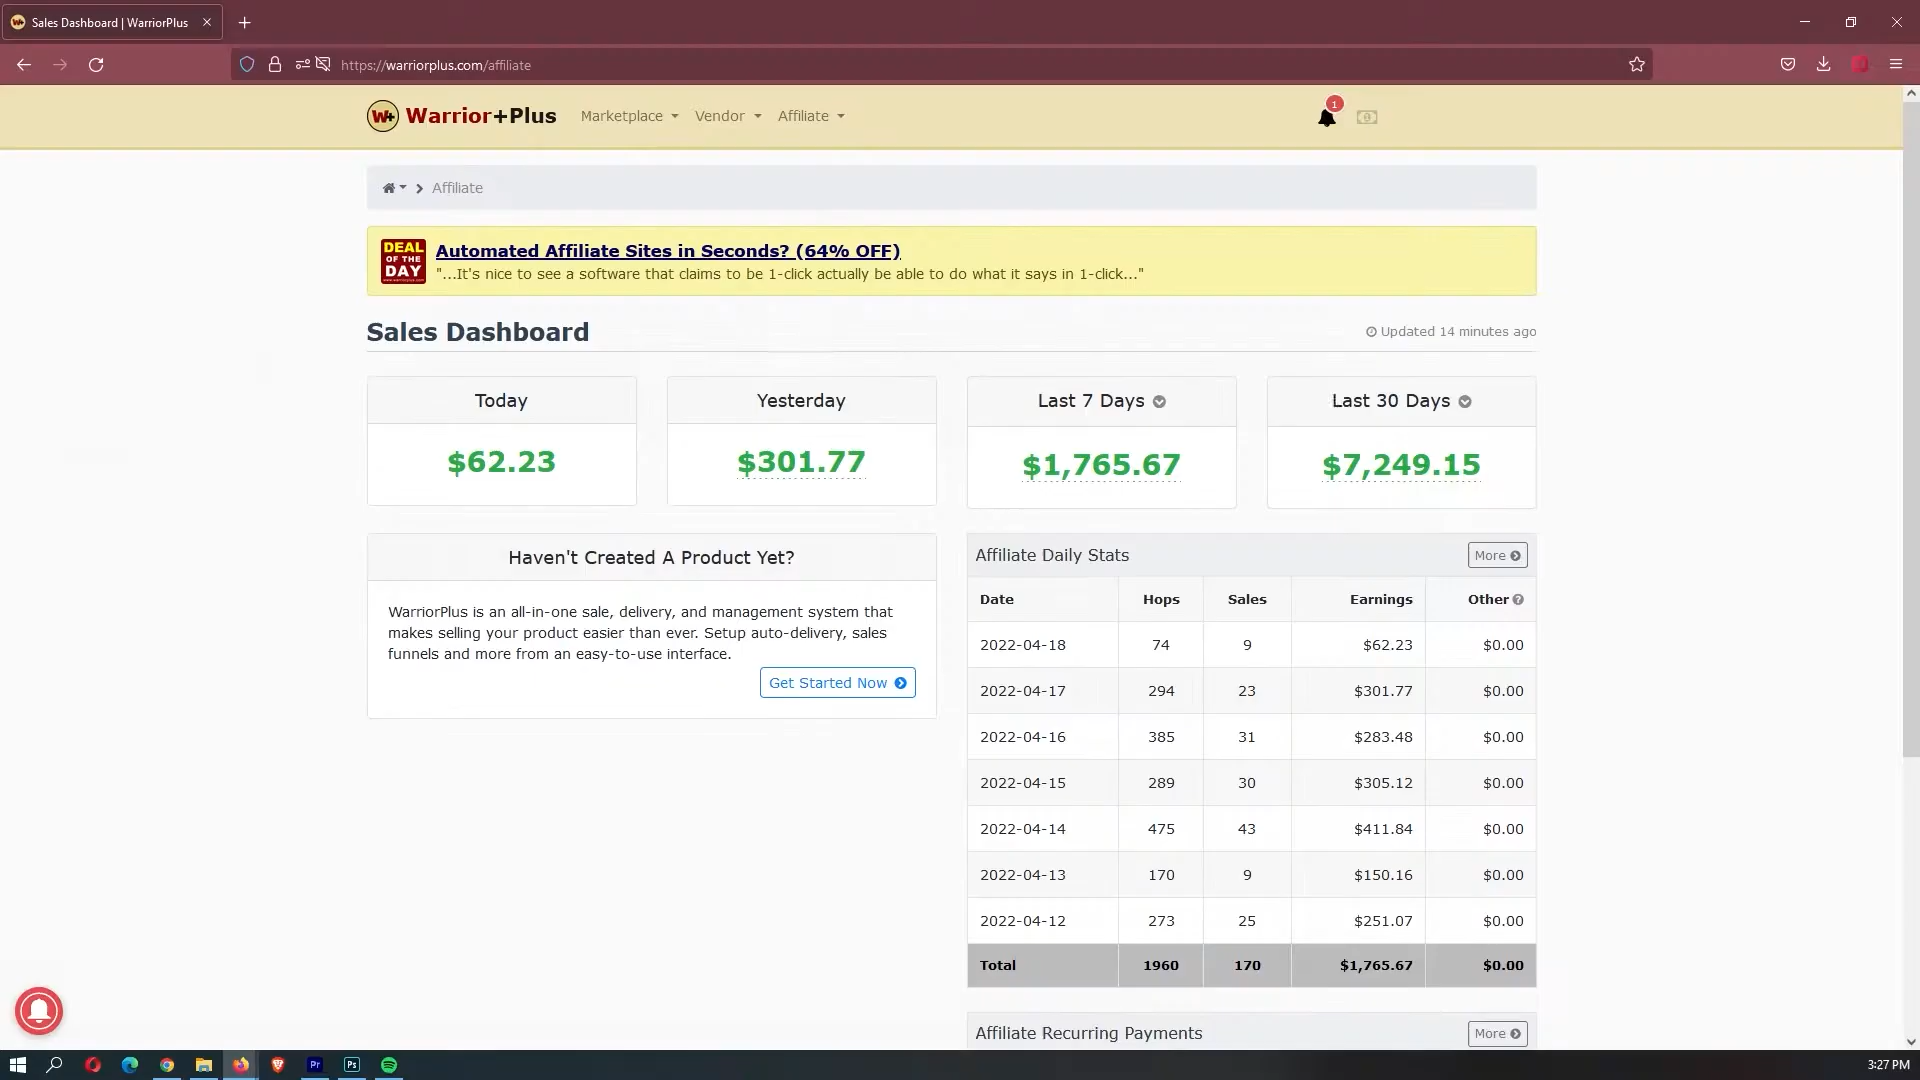 Sales Dashboard | WarriorPlus
https://warriorplus.com/affiliate
W+ Warrior+Plus Marketplace Vendor Affiliate 1
Affiliate
DEAL OF THE DAY
Automated Affiliate Sites in Seconds? (64% OFF)
"...It's nice to see a software that claims to be 1-click actually be able to do what it says in 1-click..."
Sales Dashboard
Updated 14 minutes ago
Today Yesterday Last 7 Days Last 30 Days
$62.23 $301.77 $1,765.67 $7,249.15
Haven't Created A Product Yet?
WarriorPlus is an all-in-one sale, delivery, and management system that
makes selling your product easier than ever. Setup auto-delivery, sales
funnels and more from an easy-to-use interface.
Get Started Now
Affiliate Daily Stats More
Date Hops Sales Earnings Other
2022-04-18 74 9 $62.23 $0.00
2022-04-17 294 23 $301.77 $0.00
2022-04-16 385 31 $283.48 $0.00
2022-04-15 289 30 $305.12 $0.00
2022-04-14 475 43 $411.84 $0.00
2022-04-13 170 9 $150.16 $0.00
2022-04-12 273 25 $251.07 $0.00
Total 1960 170 $1,765.67 $0.00
Affiliate Recurring Payments More
Pr Ps
3:27 PM